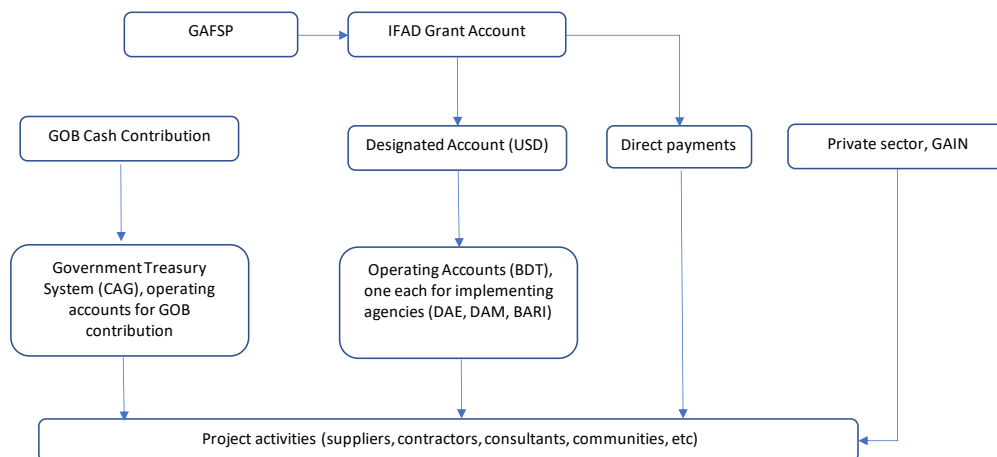 GAFSP
IFAD Grant Account
GOB Cash Contribution
Designated Account (USD)
Direct payments
Private sector, GAIN
Government Treasury
System (CAG), operating
accounts for GOB
contribution
Operating Accounts (BDT),
one each for implementing
agencies (DAE, DAM, BARI)
Project activities (suppliers, contractors, consultants, communities, etc)